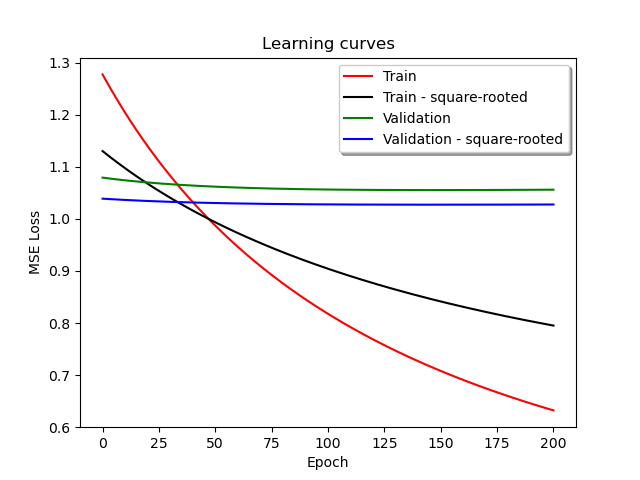 Learning curves
Train
Train - square-rooted
Validation
Validation - square-rooted
MSE Loss
1.3
1.2
1.1
1.0
0.9
0.8
0.7
0.6
0 25 50 75 100 125 150 175 200
Epoch